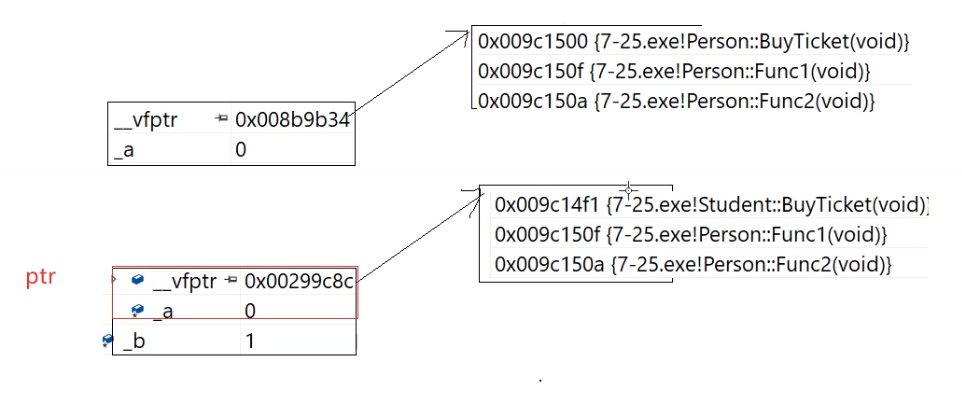 0x009c1500 {7-25.exe!Person::BuyTicket(void)}
0x009c150f {7-25.exe!Person::Func1(void)}
0x009c150a {7-25.exe!Person::Func2(void)}
__vfptr 0x008b9b34
_a 0
0x009c14f1 {7-25.exe!Student::BuyTicket(void)}
0x009c150f {7-25.exe!Person::Func1(void)}
0x009c150a {7-25.exe!Person::Func2(void)}
ptr
__vfptr 0x00299c8c
_a 0
_b 1